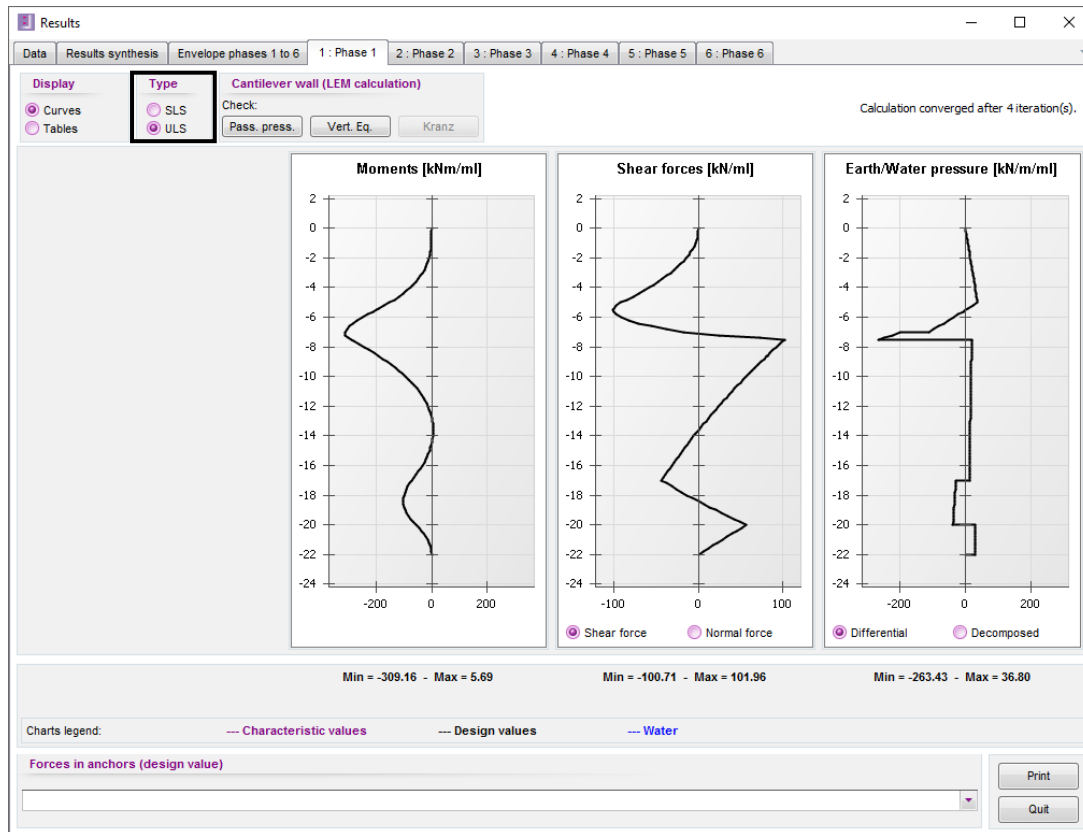 Results
Data Results synthesis Envelope phases 1 to 6 1 : Phase 1 2 : Phase 2 3 : Phase 3 4 : Phase 4 5 : Phase 5 6 : Phase 6
Display Type Cantilever wall (LEM calculation)
Curves SLS Check:
Tables ULS Pass. press. Vert. Eq. Kranz
Calculation converged after 4 iteration(s).
Moments [kNm/ml] Shear forces [kN/ml] Earth/Water pressure [kN/m/ml]
2 2 2
0 0 0
-2 -2 -2
-4 -4 -4
-6 -6 -6
-8 -8 -8
-10 -10 -10
-12 -12 -12
-14 -14 -14
-16 -16 -16
-18 -18 -18
-20 -20 -20
-22 -22 -22
-24 -24 -24
-200 0 200 -100 0 100 -200 0 200
Shear force Normal force Differential Decomposed
Min = -309.16 - Max = 5.69 Min = -100.71 - Max = 101.96 Min = -263.43 - Max = 36.80
Charts legend: --- Characteristic values --- Design values --- Water
Forces in anchors (design value)
Print
Quit